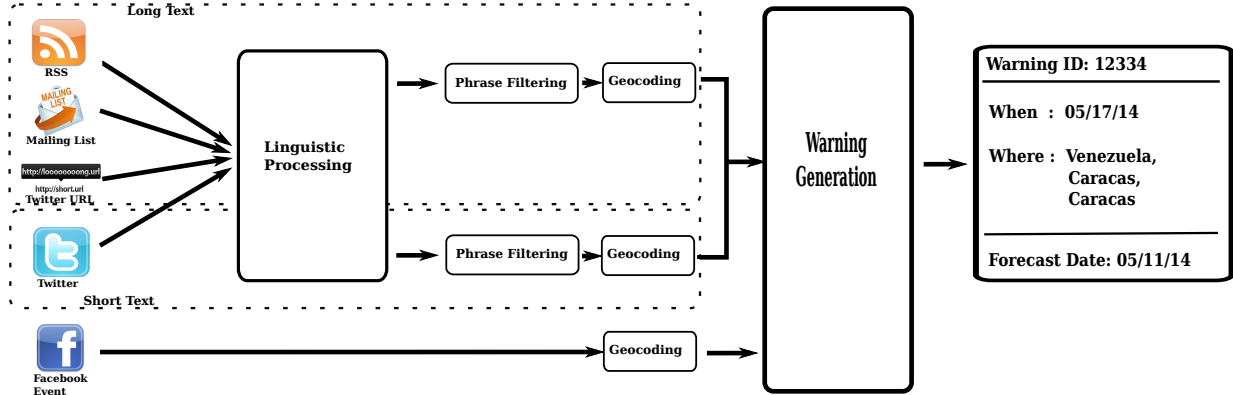 Long Text
RSS
MAILING
LIST
Mailing List
http://looooooong.url
http://short.url
Twitter URL
Twitter
Short Text
Facebook
Event
Linguistic
Processing
Phrase Filtering
Geocoding
Phrase Filtering
Geocoding
Geocoding
Warning
Generation
Warning ID: 12334
When : 05/17/14
Where : Venezuela,
Caracas,
Caracas
Forecast Date: 05/11/14